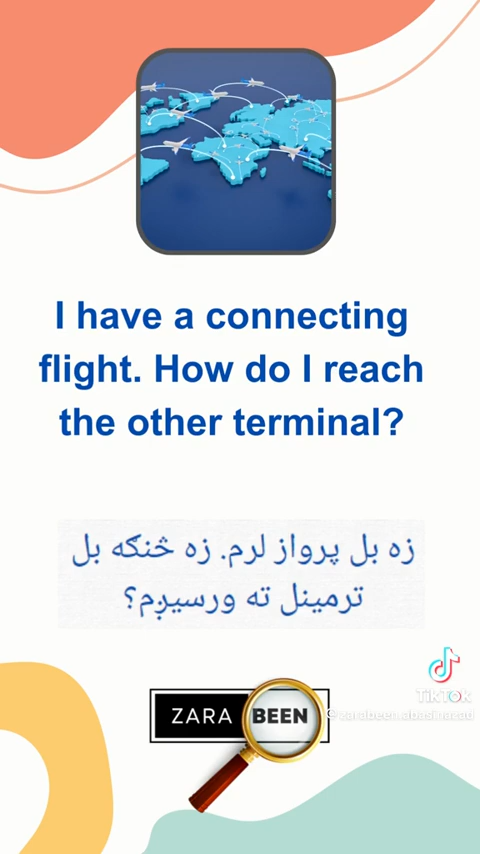 I have a connecting
flight. How do I reach
the other terminal?
زه بل پرواز لرم. زه څنګه بل
ترمینل ته ورسیږم؟
TikTok
ZARA BEEN